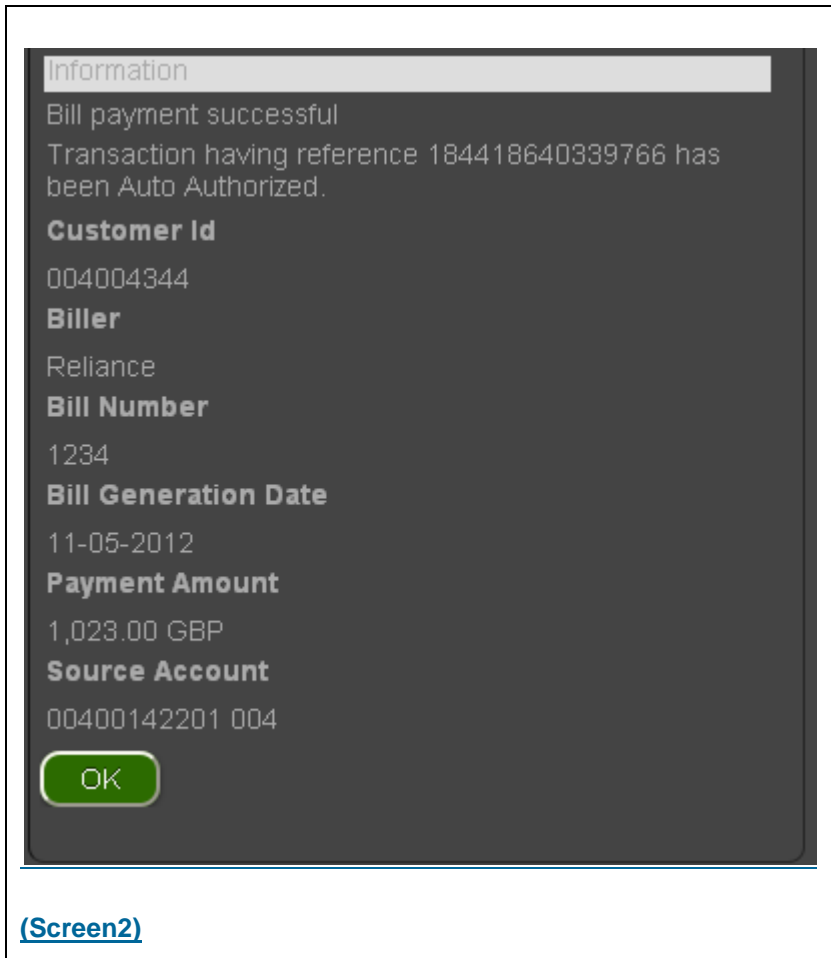 Information
Bill payment successful
Transaction having reference 184418640339766 has
been Auto Authorized.
Customer Id
004004344
Biller
Reliance
Bill Number
1234
Bill Generation Date
11-05-2012
Payment Amount
1,023.00 GBP
Source Account
00400142201 004
OK
(Screen2)